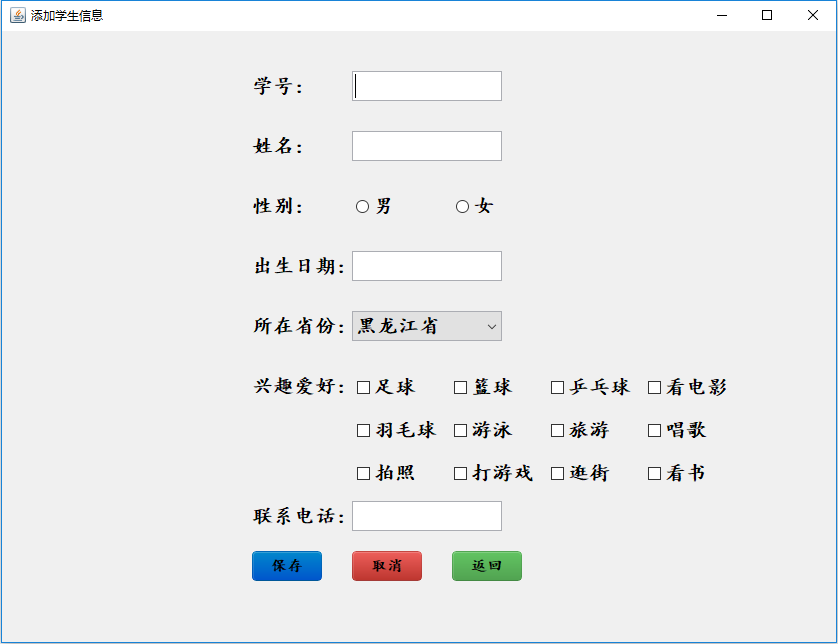 添加学生信息
学号：
姓名：
性别： 男 女
出生日期：
所在省份： 黑龙江省
兴趣爱好： 足球 篮球 乒乓球 看电影
羽毛球 游泳 旅游 唱歌
拍照 打游戏 逛街 看书
联系电话：
保存 取消 返回